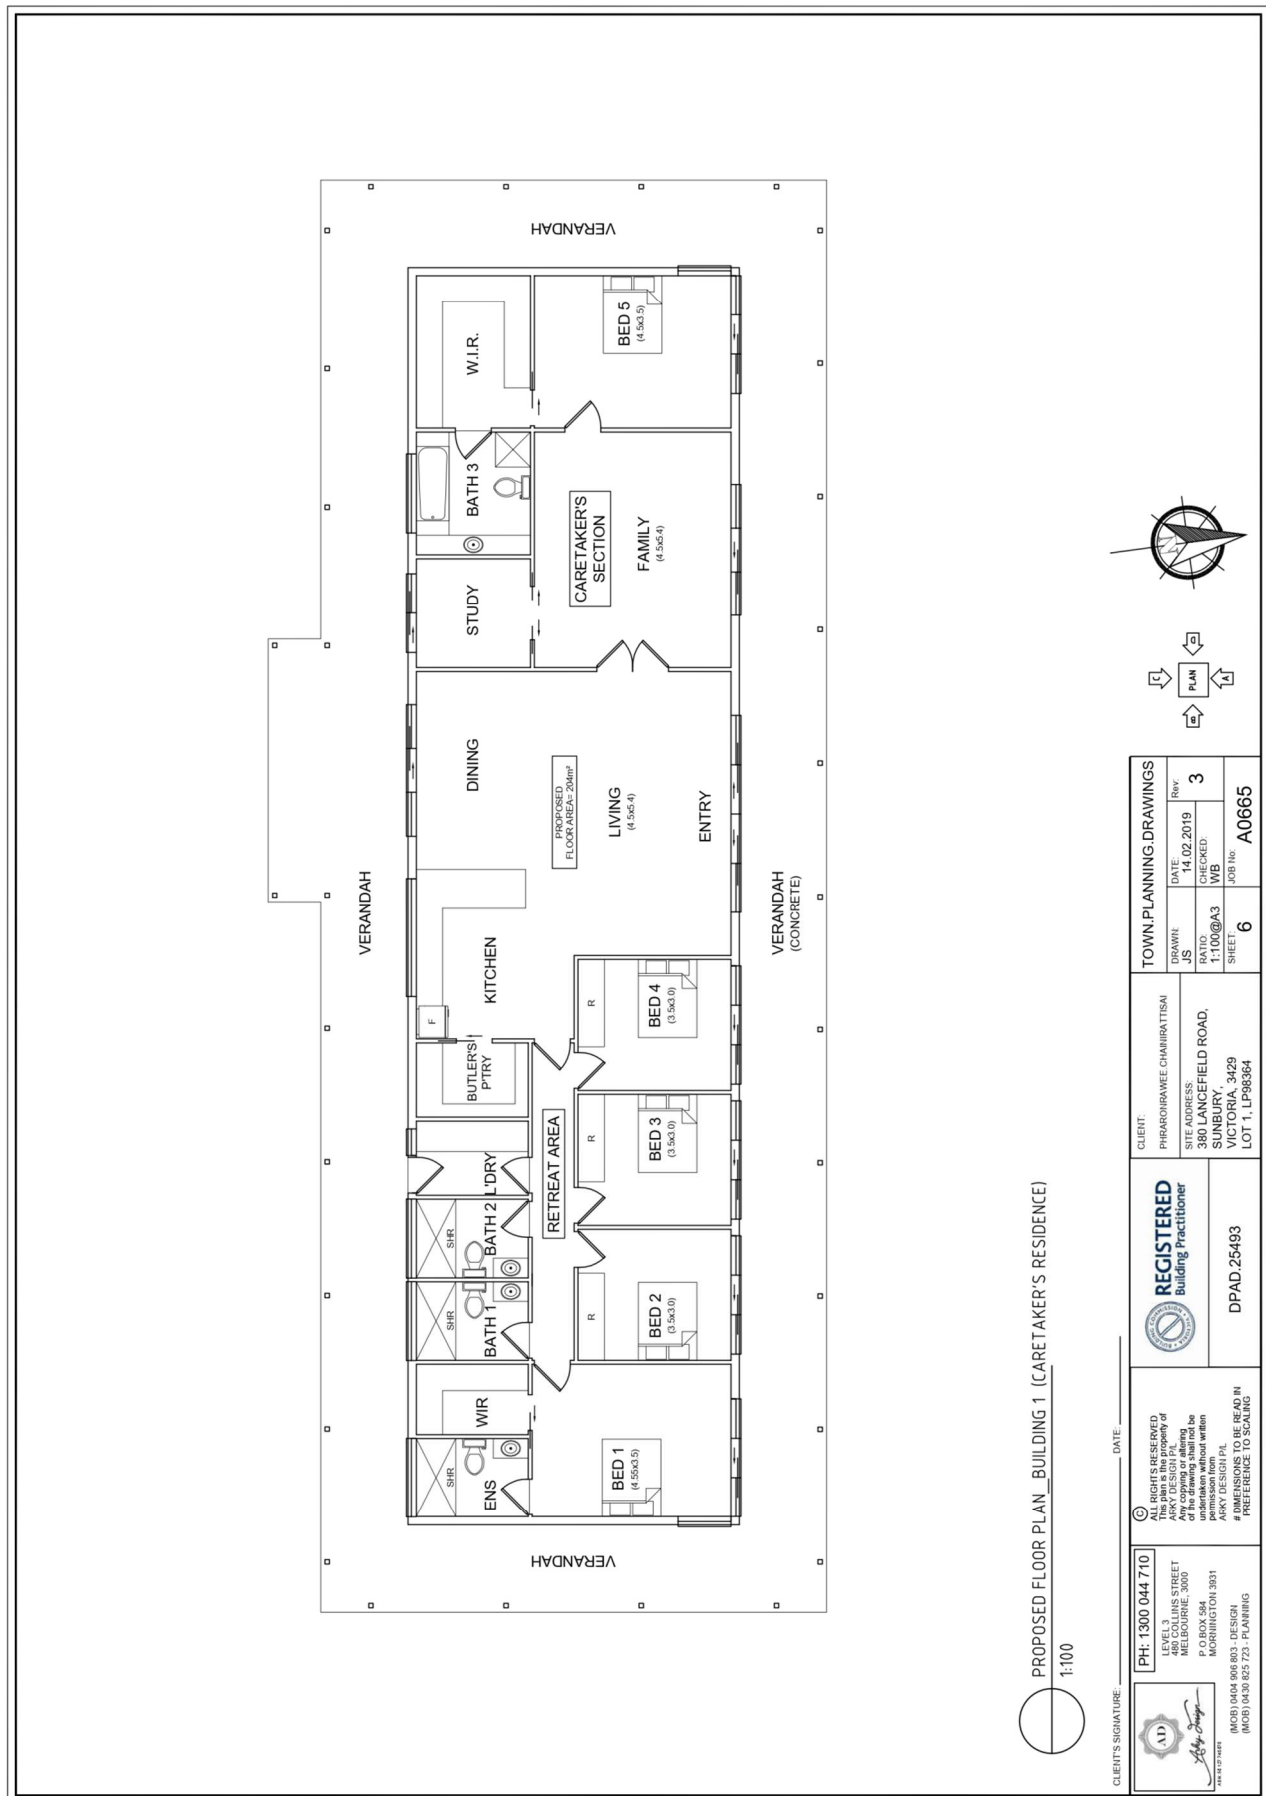 VERANDAH
VERANDAH
VERANDAH
VERANDAH
(CONCRETE)
ENS
SHR
WIR
BATH 1
SHR
BATH 2
SHR
L'DRY
BUTLER'S
P'TRY
F
KITCHEN
DINING
STUDY
BATH 3
W.I.R.
RETREAT AREA
PROPOSED
FLOOR AREA= 204m²
LIVING
(4.5x5.4)
ENTRY
CARETAKER'S
SECTION
FAMILY
(4.5x5.4)
BED 5
(4.5x3.5)
BED 1
(4.55x3.5)
R
BED 2
(3.5x3.0)
R
BED 3
(3.5x3.0)
R
BED 4
(3.5x3.0)
PROPOSED FLOOR PLAN_BUILDING 1 (CARETAKER'S RESIDENCE)
1:100
CLIENT'S SIGNATURE:
DATE:
AD
Arky Design
PH: 1300 044 710
LEVEL 3
480 COLLINS STREET
MELBOURNE, 3000
P.O.BOX 584
MORNINGTON 3931
(MOB) 0404 906 803 - DESIGN
(MOB) 0430 825 723 - PLANNING
©
ALL RIGHTS RESERVED
This plan is the property of
ARKY DESIGN P/L.
Any copying or altering
of the drawing shall not be
undertaken without written
permission from
ARKY DESIGN P/L
# DIMENSIONS TO BE READ IN
PREFERENCE TO SCALING
BUILDING COMMISSION • VICTORIA •
REGISTERED
Building Practitioner
DPAD.25493
CLIENT:
PHRARONRAWEE.CHAINIRATTISAI
SITE ADDRESS:
380 LANCEFIELD ROAD,
SUNBURY,
VICTORIA, 3429
LOT 1, LP98364
TOWN.PLANNING.DRAWINGS
DRAWN:
JS
DATE:
14.02.2019
Rev:
3
RATIO:
1:100@A3
CHECKED:
WB
SHEET:
6
JOB No:
A0665
PLAN
A
B
C
D